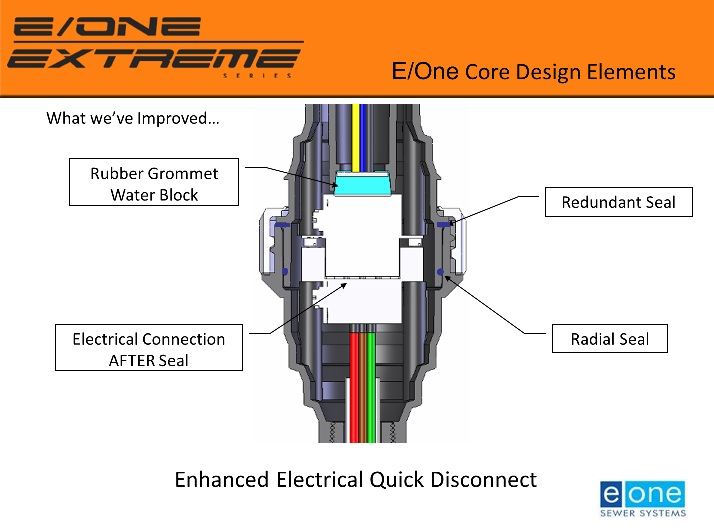 E/ONE
EXTREME
SERIES
E/One Core Design Elements
What we've Improved…
Rubber Grommet
Water Block
Redundant Seal
Electrical Connection
AFTER Seal
Radial Seal
Enhanced Electrical Quick Disconnect
e one
SEWER SYSTEMS